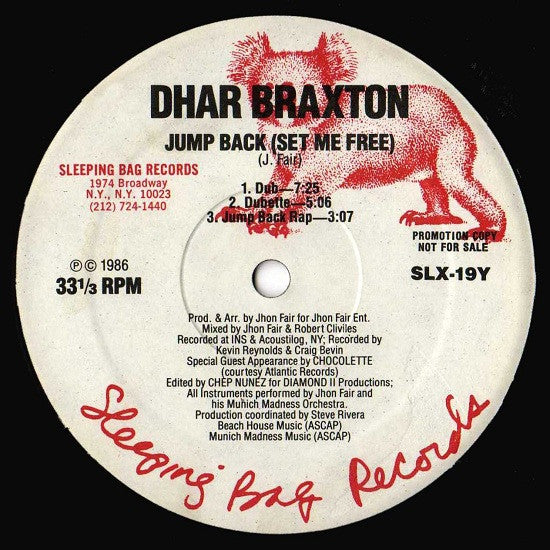 DHAR BRAXTON
JUMP BACK (SET ME FREE)
(J. Fair)
SLEEPING BAG RECORDS
1974 Broadway
N.Y., N.Y. 10023
(212) 724-1440
1. Dub—7:25
2. Dubette—5:06
3. Jump Back Rap—3:07
PROMOTION COPY
NOT FOR SALE
℗ © 1986
33 1/3 RPM
SLX-19Y
Prod. & Arr. by Jhon Fair for Jhon Fair Ent.
Mixed by Jhon Fair & Robert Cliviles
Recorded at INS & Acoustilog, NY; Recorded by
Kevin Reynolds & Craig Bevin
Special Guest Appearance by CHOCOLETTE
(courtesy Atlantic Records)
Edited by CHEP NUNEZ for DIAMOND II Productions;
All Instruments performed by Jhon Fair and
his Munich Madness Orchestra.
Production coordinated by Steve Rivera
Beach House Music (ASCAP)
Munich Madness Music (ASCAP)
Sleeping Bag Records